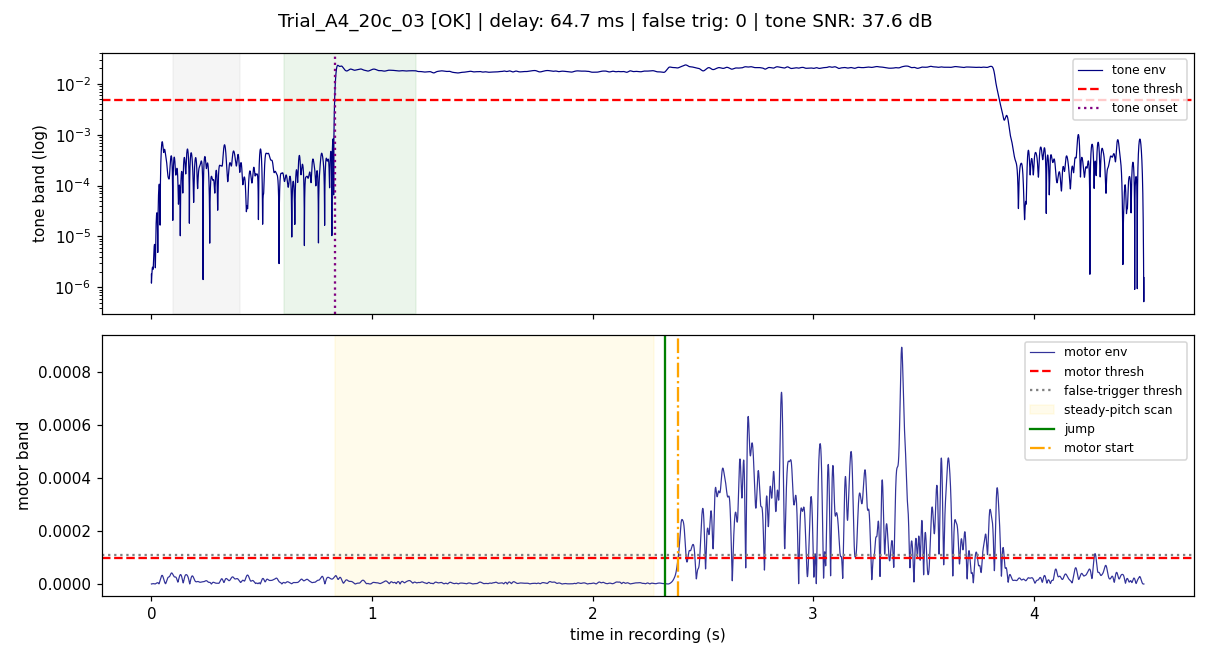 Trial_A4_20c_03 [OK] | delay: 64.7 ms | false trig: 0 | tone SNR: 37.6 dB
tone band (log)
10⁻²
10⁻³
10⁻⁴
10⁻⁵
10⁻⁶
tone env
tone thresh
tone onset
motor band
0.0008
0.0006
0.0004
0.0002
0.0000
motor env
motor thresh
false-trigger thresh
steady-pitch scan
jump
motor start
0 1 2 3 4
time in recording (s)